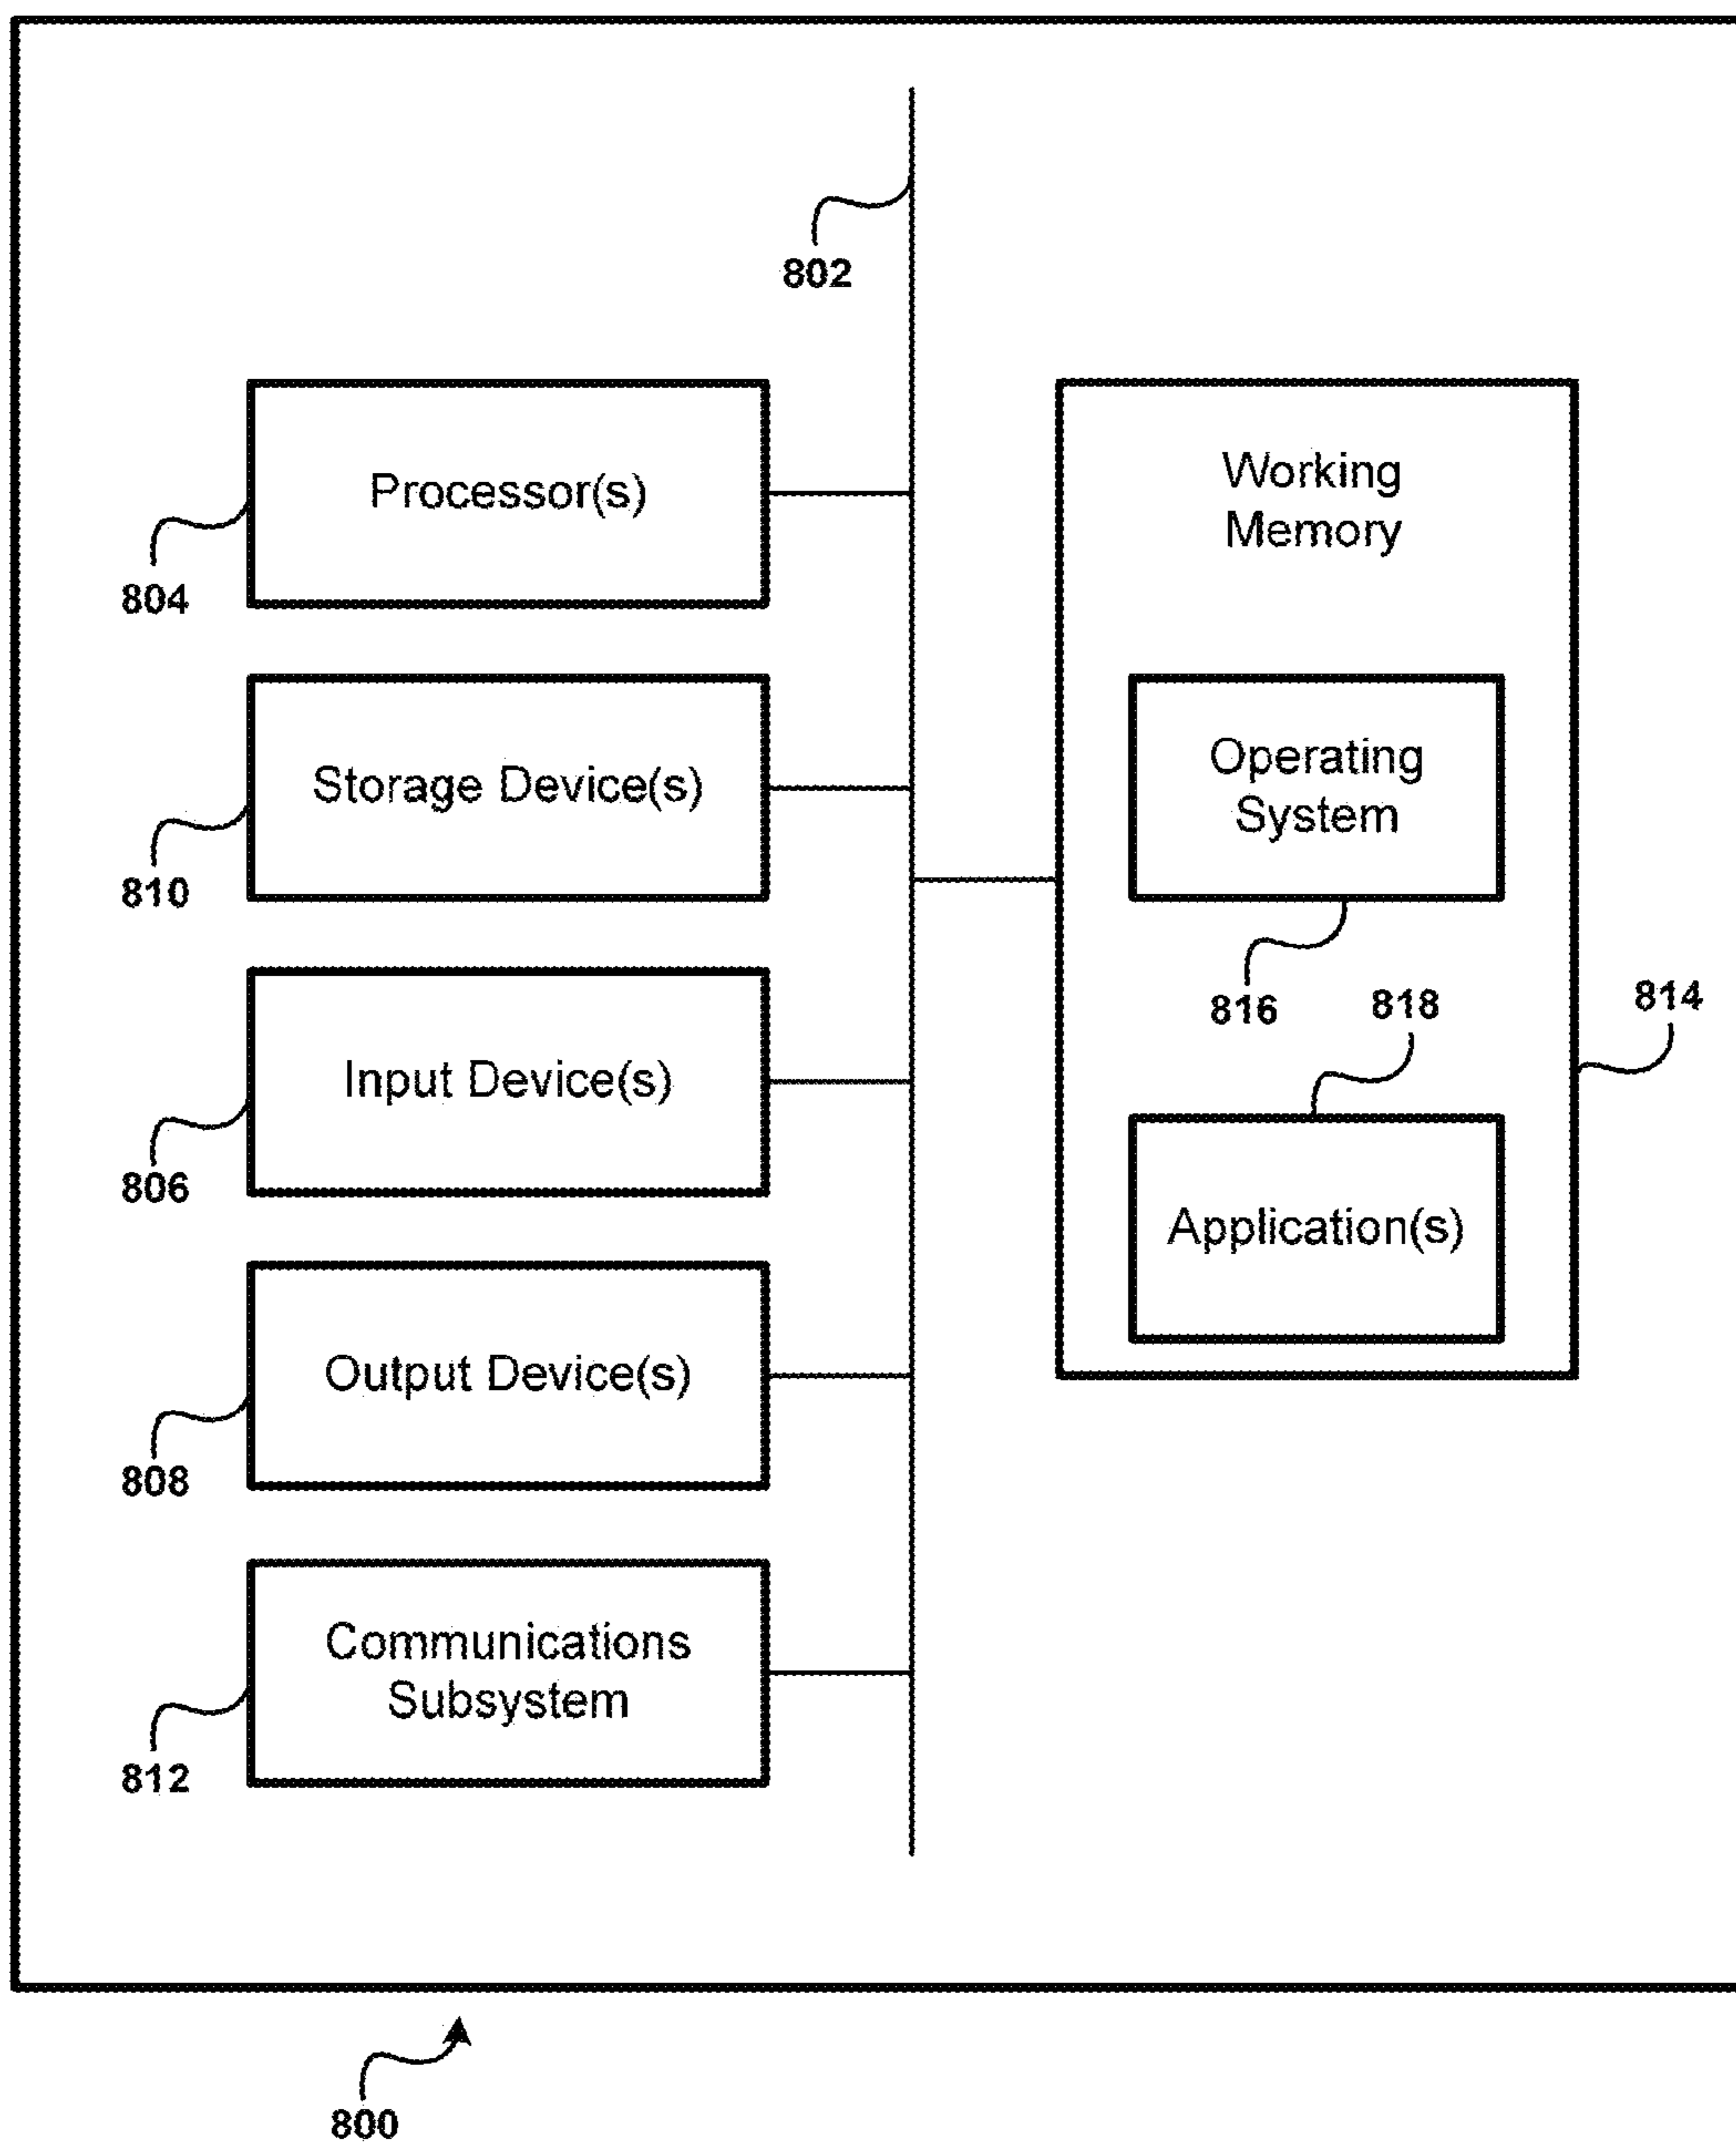 802
Processor(s)
804
Storage Device(s)
810
Input Device(s)
806
Output Device(s)
808
Communications
Subsystem
812
Working
Memory
Operating
System
816
818
814
Application(s)
800